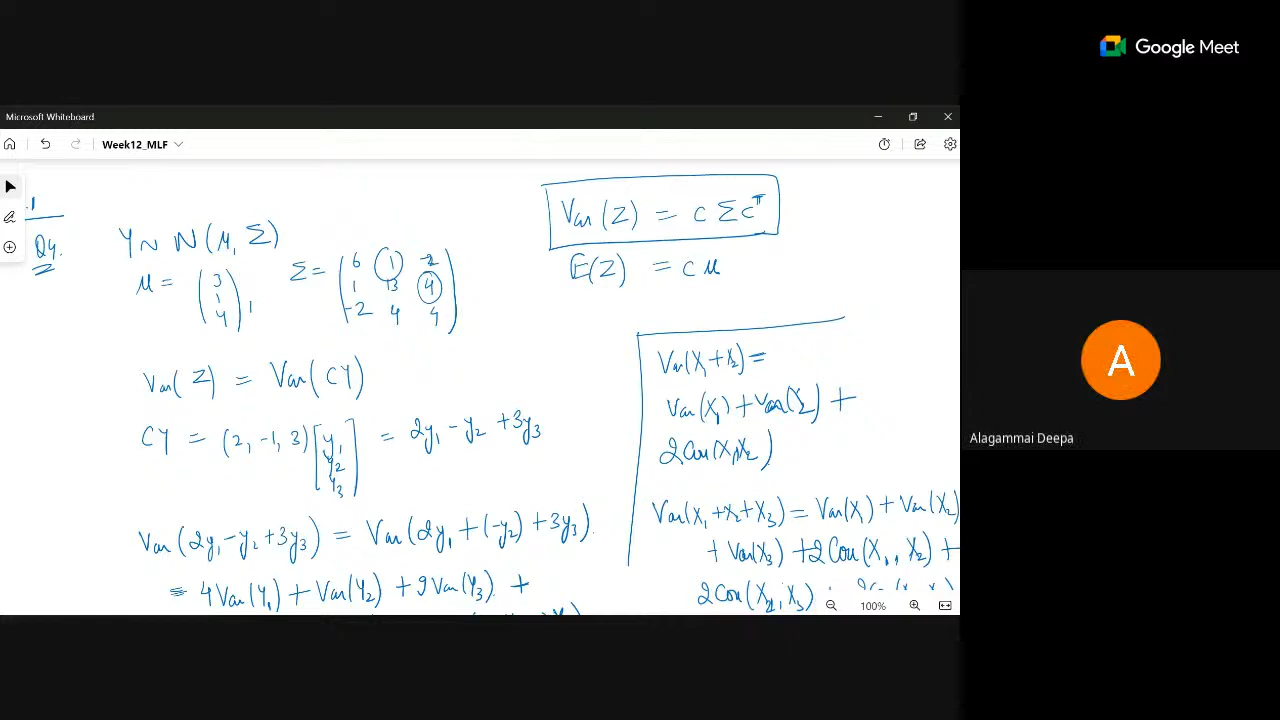 Google Meet
Microsoft Whiteboard
Week12_MLF
.1
Q4.
Y ~ N(μ, Σ)
μ = (3 1 4), Σ = (6 1 -2
1 13 4
-2 4 4)
Var(Z) = C Σ C^T
E(Z) = C μ
Var(Z) = Var(CY)
CY = (2, -1, 3) [y1 y2 y3] = 2y1 - y2 + 3y3
Var(2y1 - y2 + 3y3) = Var(2y1 + (-y2) + 3y3).
= 4Var(Y1) + Var(Y2) + 9Var(Y3) +
Var(X1 + X2) =
Var(X1) + Var(X2) +
2Cov(X1 X2)
Var(X1 + X2 + X3) = Var(X1) + Var(X2)
+ Var(X3) + 2Cov(X1, X2) +
2Cov(X2, X3)
100%
A
Alagammai Deepa